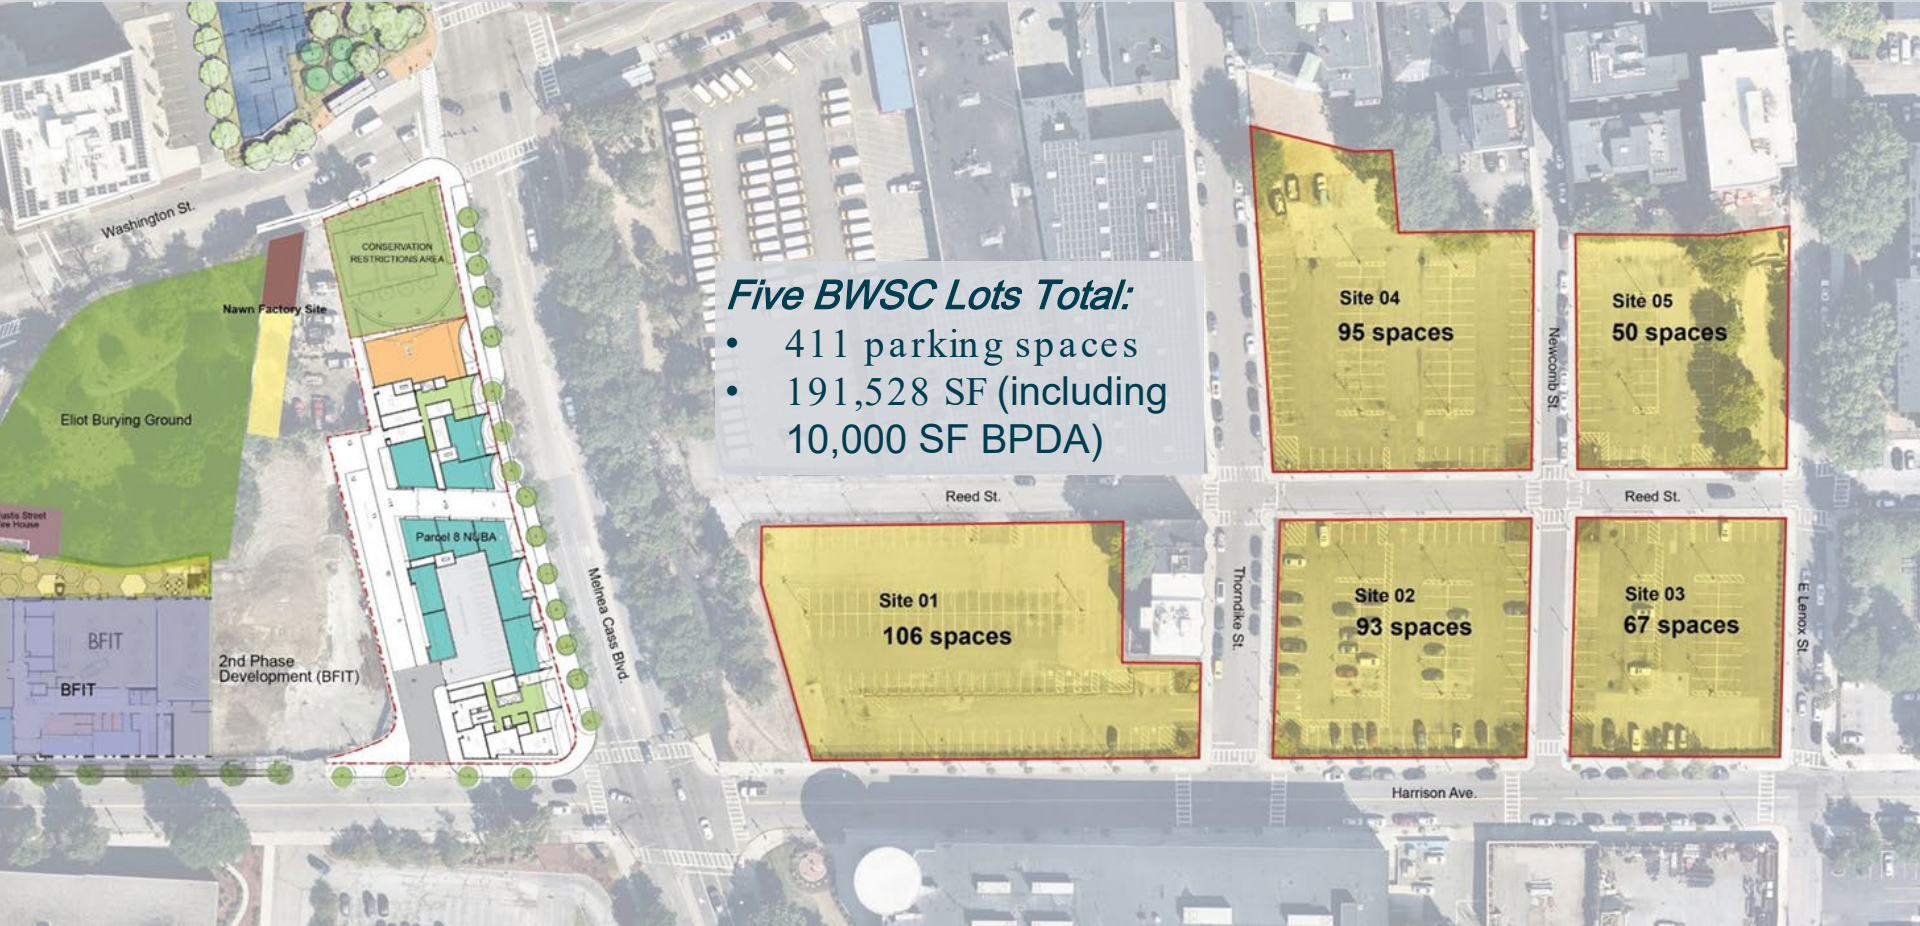 Washington St.
CONSERVATION
RESTRICTIONS AREA
Nawn Factory Site
Eliot Burying Ground
Five BWSC Lots Total:
• 411 parking spaces
• 191,528 SF (including
10,000 SF BPDA)
Site 04
95 spaces
Site 05
50 spaces
Newcomb St.
Reed St.
Reed St.
Street
House
Parcel 8 NUBA
Melnea Cass Blvd.
Site 01
106 spaces
Thorndike St.
Site 02
93 spaces
Site 03
67 spaces
E Lenox St.
BFIT
BFIT
2nd Phase
Development (BFIT)
Harrison Ave.